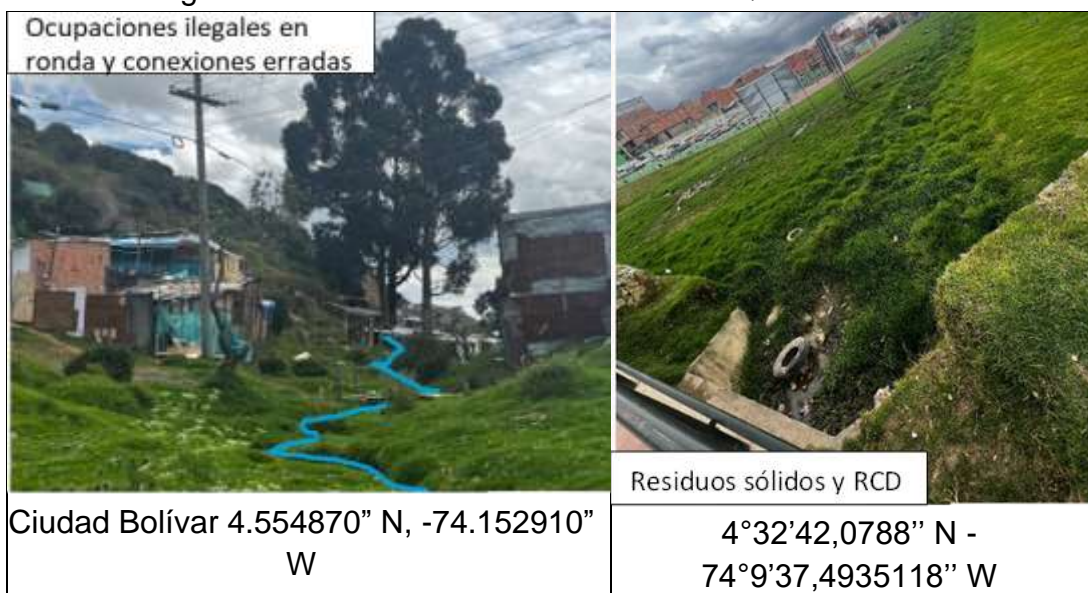 Ocupaciones ilegales en
ronda y conexiones erradas
Residuos sólidos y RCD
Ciudad Bolívar 4.554870” N, -74.152910”
W
4°32'42,0788’’ N -
74°9’37,4935118’’ W